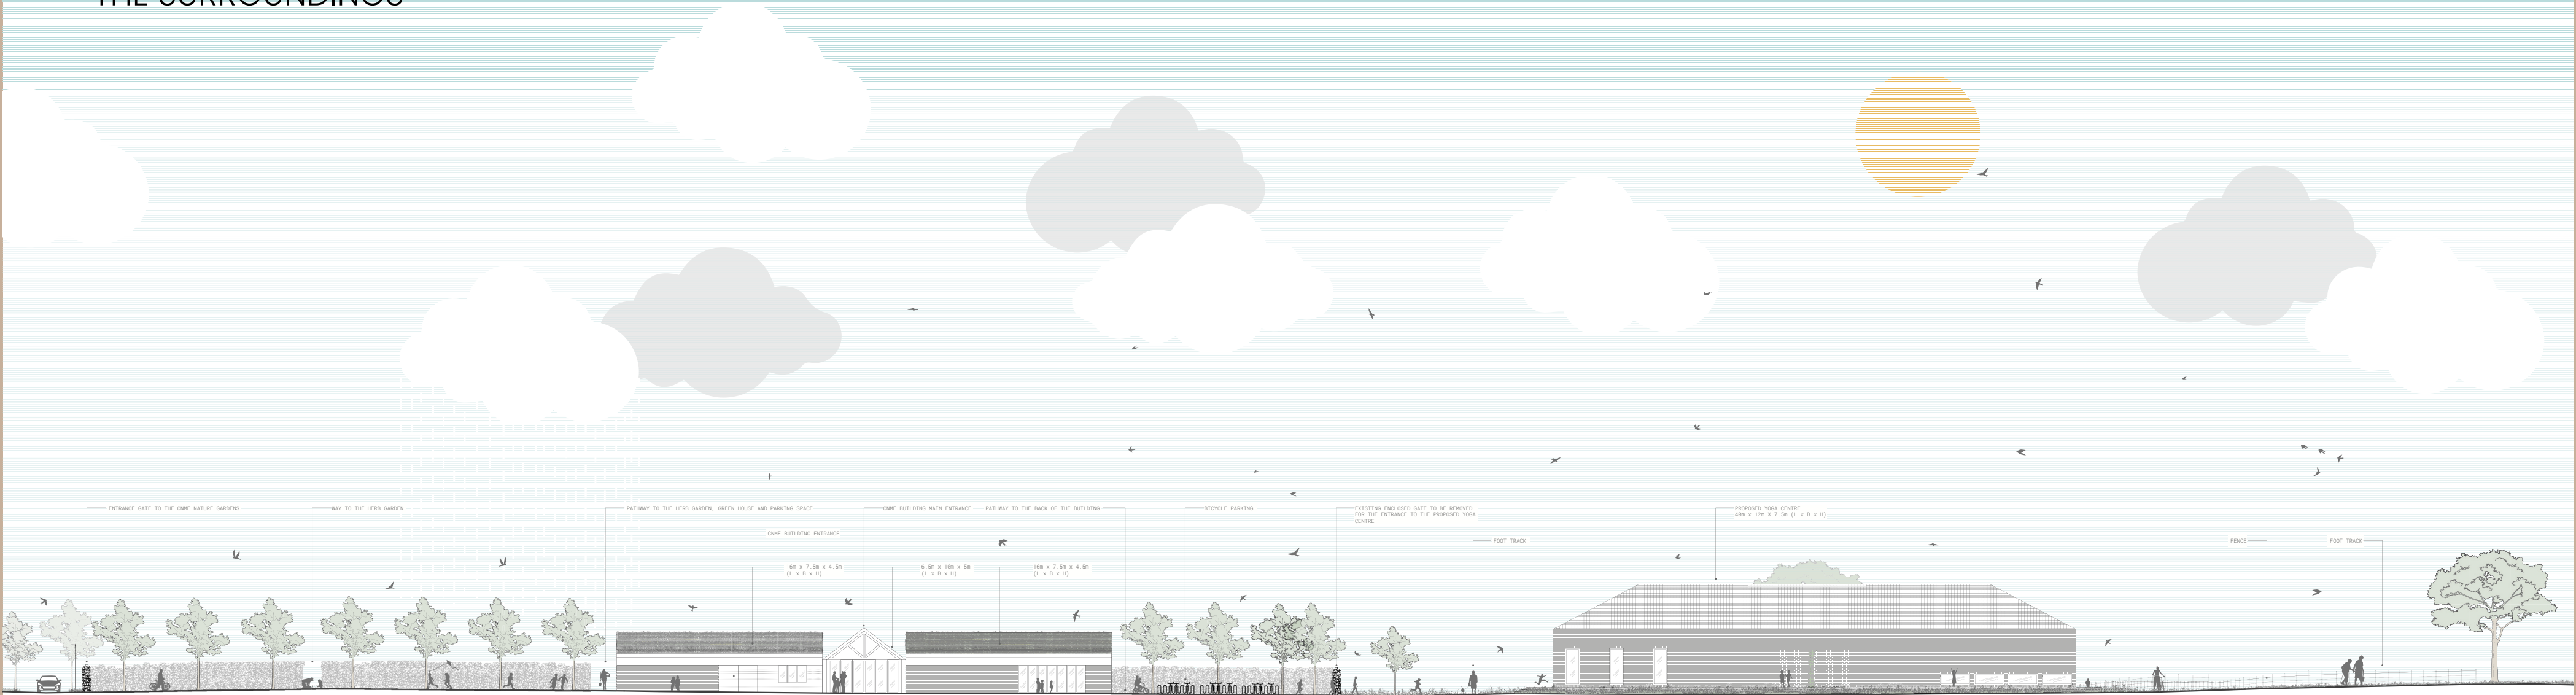 THE SURROUNDINGS
ENTRANCE GATE TO THE CNME NATURE GARDENS
WAY TO THE HERB GARDEN
PATHWAY TO THE HERB GARDEN, GREEN HOUSE AND PARKING SPACE
CNME BUILDING ENTRANCE
16m x 7.5m x 4.5m
(L x B x H)
CNME BUILDING MAIN ENTRANCE
6.5m x 10m x 5m
(L x B x H)
PATHWAY TO THE BACK OF THE BUILDING
16m x 7.5m x 4.5m
(L x B x H)
BICYCLE PARKING
EXISTING ENCLOSED GATE TO BE REMOVED
FOR THE ENTRANCE TO THE PROPOSED YOGA
CENTRE
FOOT TRACK
PROPOSED YOGA CENTRE
40m x 12m X 7.5m (L x B x H)
FENCE
FOOT TRACK